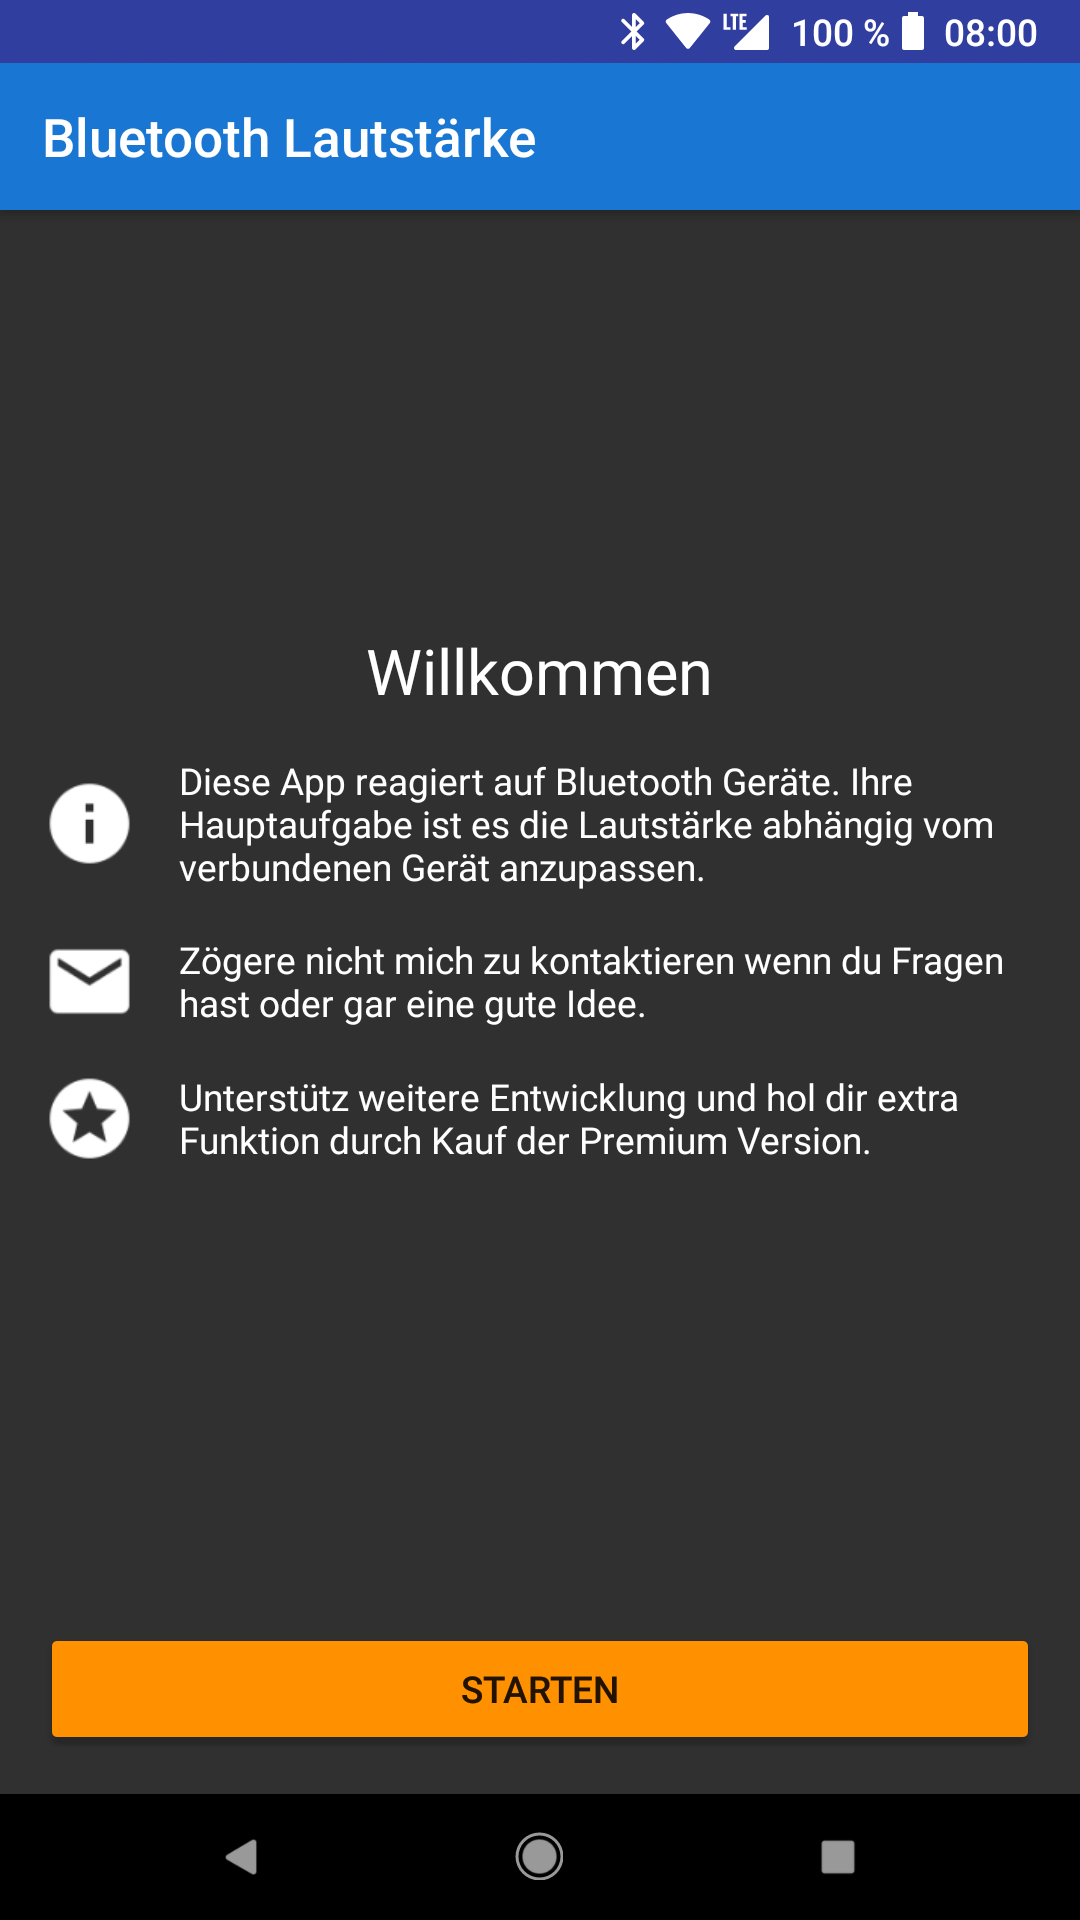 LTE 100 % 08:00
Bluetooth Lautstärke
Willkommen
Diese App reagiert auf Bluetooth Geräte. Ihre
Hauptaufgabe ist es die Lautstärke abhängig vom
verbundenen Gerät anzupassen.
Zögere nicht mich zu kontaktieren wenn du Fragen
hast oder gar eine gute Idee.
Unterstütz weitere Entwicklung und hol dir extra
Funktion durch Kauf der Premium Version.
STARTEN